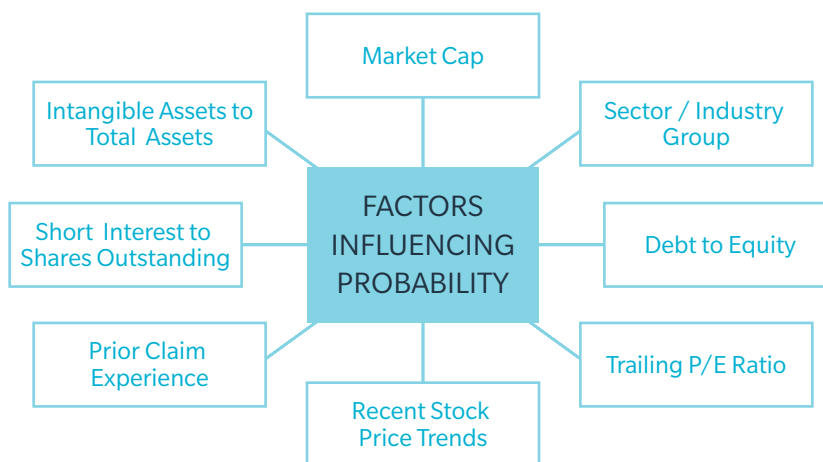 Market Cap
Intangible Assets to
Total Assets
Sector / Industry
Group
FACTORS
INFLUENCING
PROBABILITY
Short Interest to
Shares Outstanding
Debt to Equity
Prior Claim
Experience
Trailing P/E Ratio
Recent Stock
Price Trends